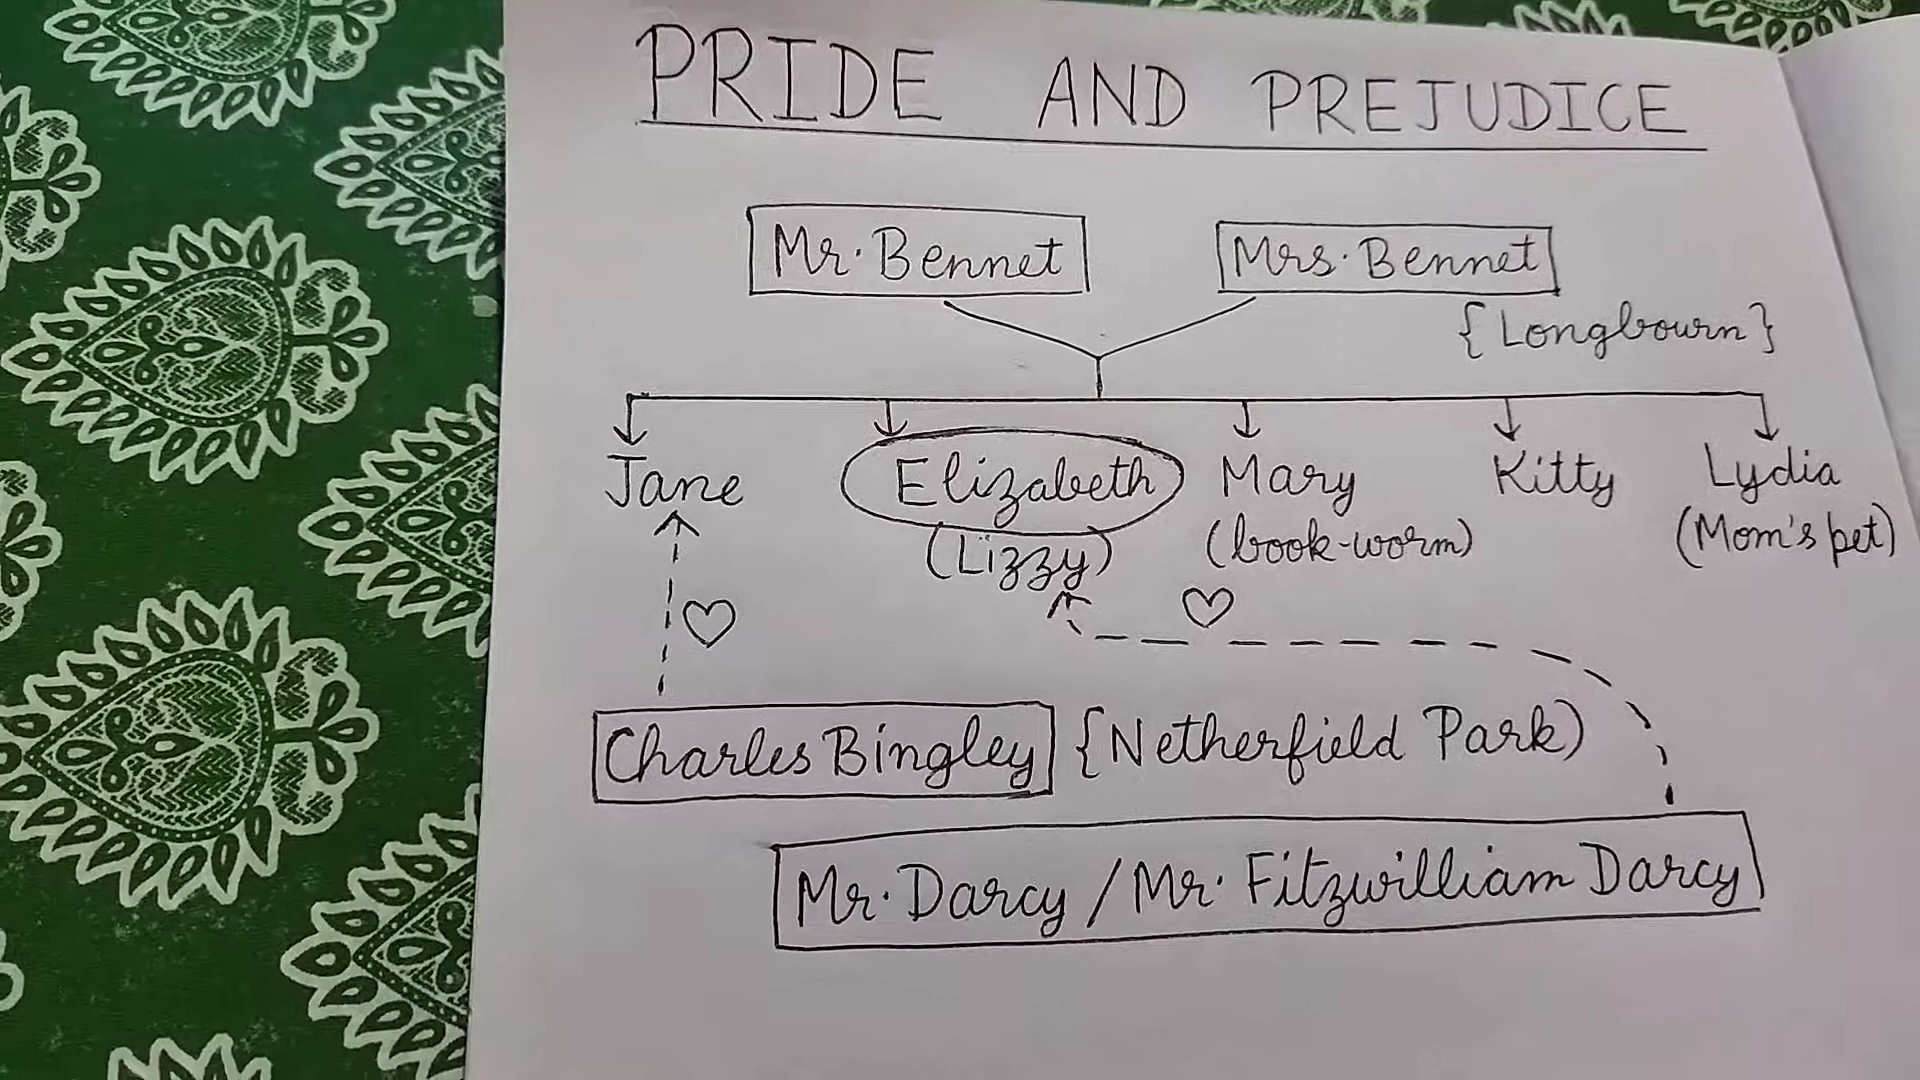 PRIDE AND PREJUDICE
Mr. Bennet Mrs. Bennet
{Longbourn}
Jane Elizabeth Mary Kitty Lydia
(Lizzy) (book-worm) (Mom's pet)
Charles Bingley {Netherfield Park)
Mr. Darcy / Mr. Fitzwilliam Darcy